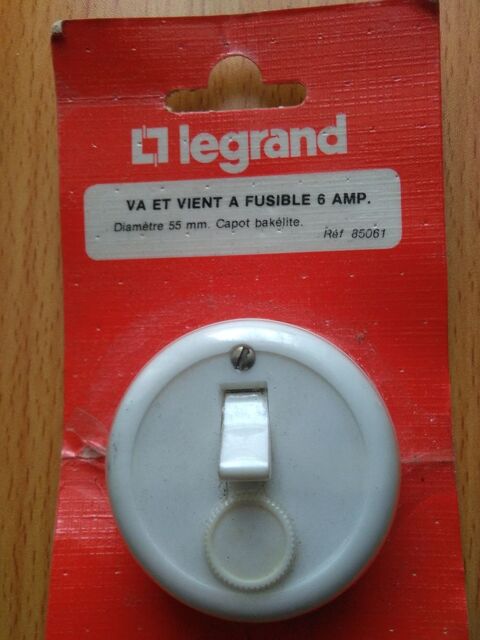 legrand
VA ET VIENT A FUSIBLE 6 AMP.
Diamètre 55 mm. Capot bakélite.
Réf 85061